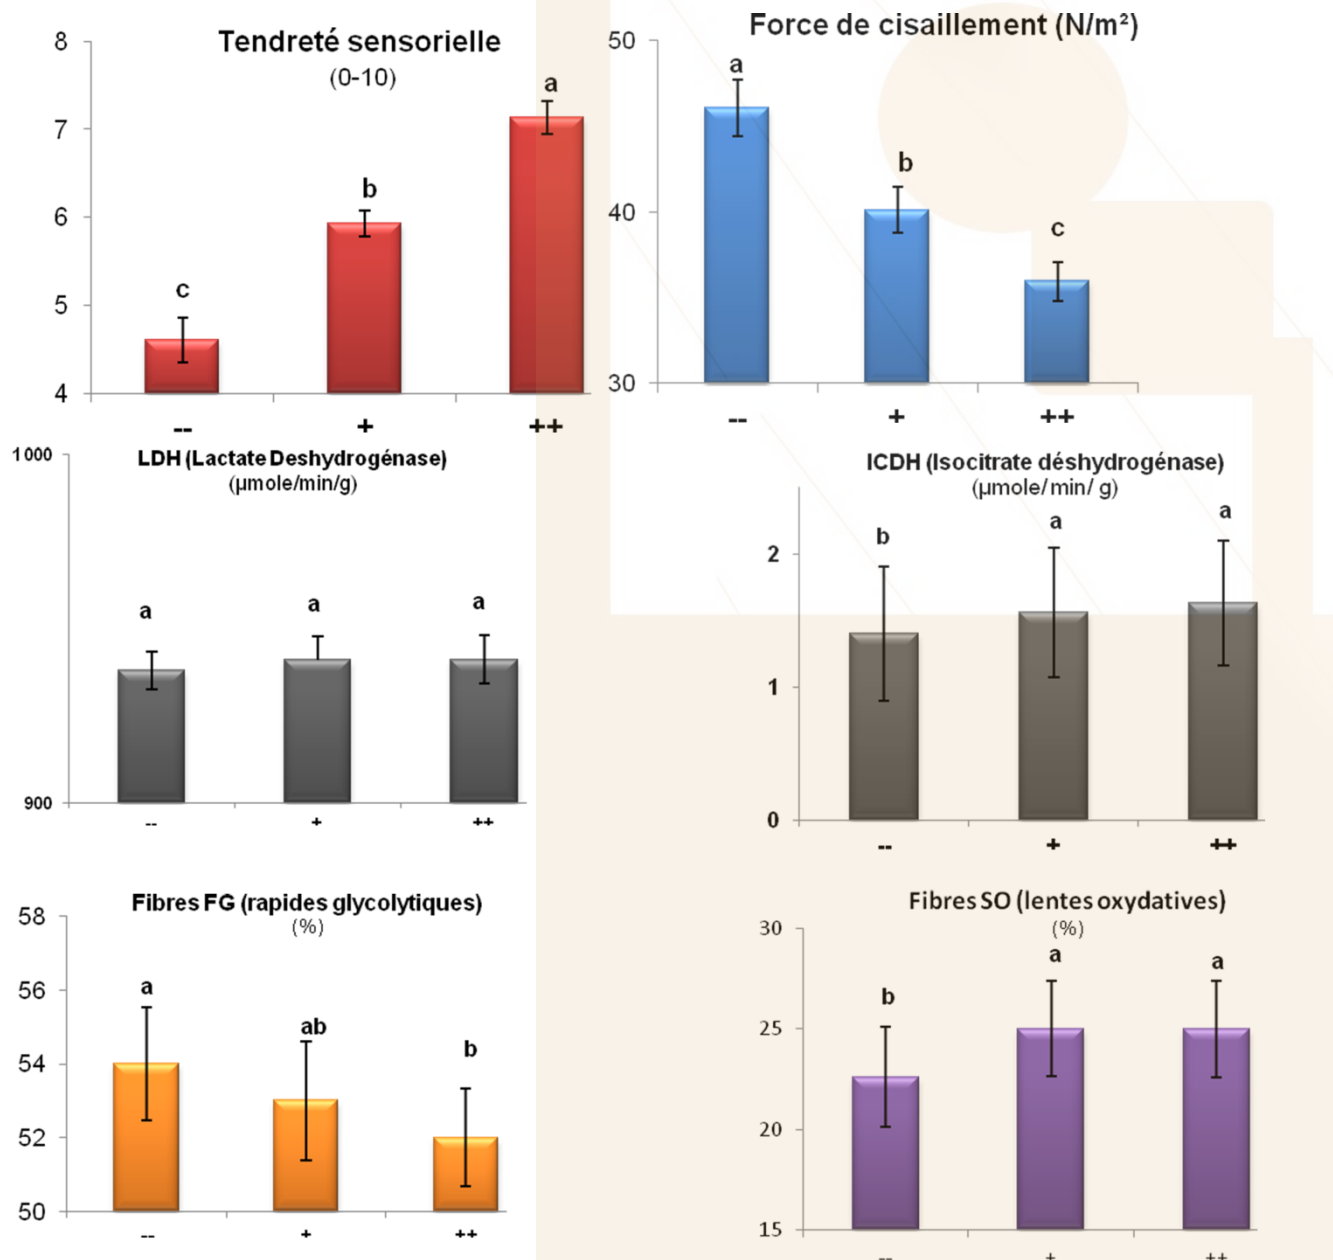 Tendreté sensorielle
(0-10)
8
7
6
5
4
c
b
a
--
+
++
Force de cisaillement (N/m²)
50
40
30
a
b
c
--
+
++
LDH (Lactate Deshydrogénase)
(µmole/min/g)
1000
900
a
a
a
--
+
++
ICDH (Isocitrate déshydrogénase)
(µmole/ min/ g)
2
1
0
b
a
a
--
+
++
Fibres FG (rapides glycolytiques)
(%)
58
56
54
52
50
a
ab
b
--
+
++
Fibres SO (lentes oxydatives)
(%)
30
25
20
15
b
a
a
--
+
++